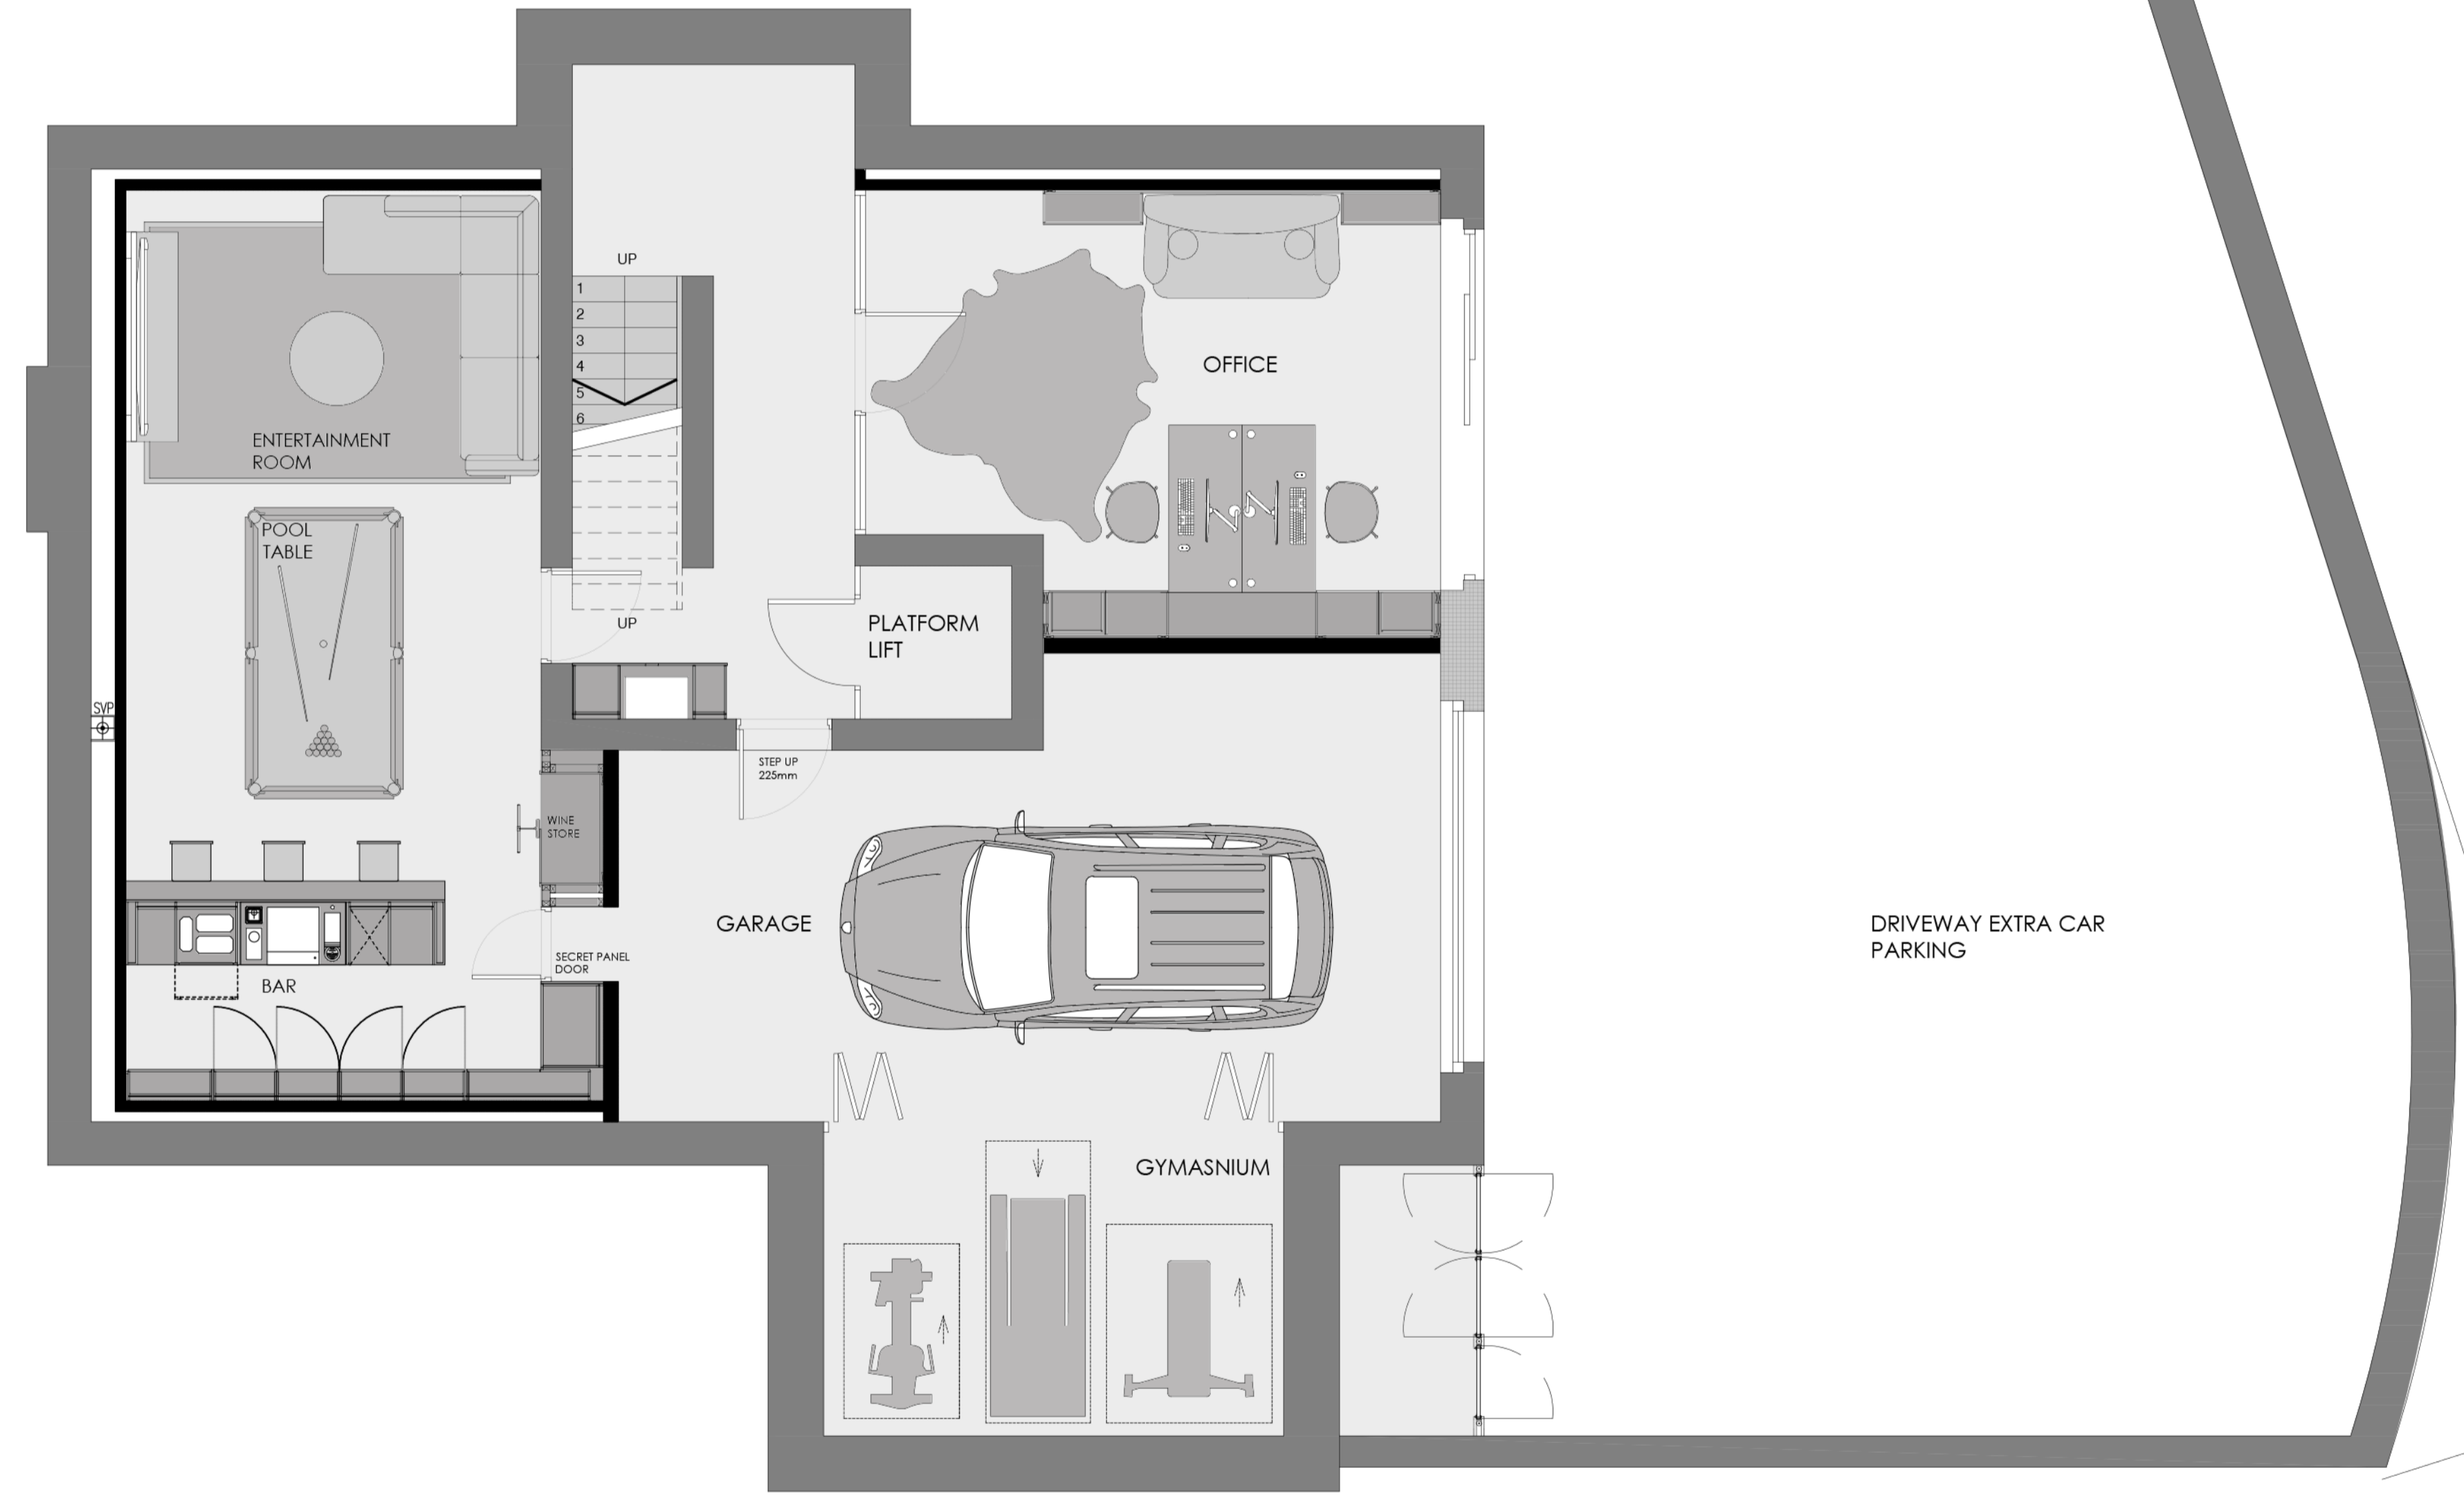 UP
1
2
3
4
5
6
OFFICE
ENTERTAINMENT
ROOM
POOL
TABLE
UP
PLATFORM
LIFT
SVP
STEP UP
225mm
WINE
STORE
GARAGE
DRIVEWAY EXTRA CAR
PARKING
SECRET PANEL
DOOR
BAR
GYMASNIUM